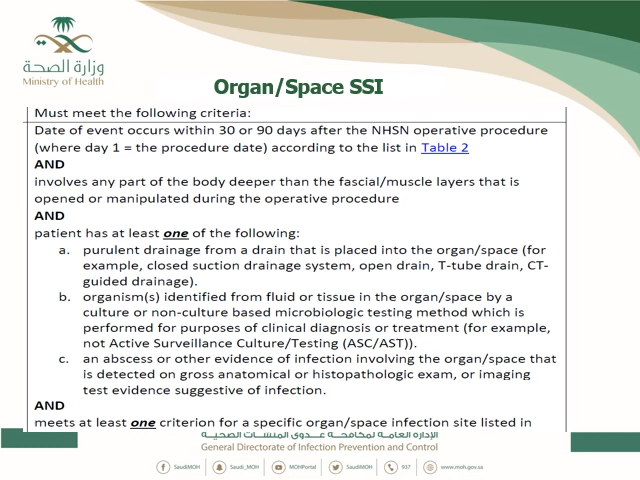 وزارة الصحة
Ministry of Health
Organ/Space SSI
Must meet the following criteria:
Date of event occurs within 30 or 90 days after the NHSN operative procedure
(where day 1 = the procedure date) according to the list in Table 2
AND
involves any part of the body deeper than the fascial/muscle layers that is
opened or manipulated during the operative procedure
AND
patient has at least one of the following:
a. purulent drainage from a drain that is placed into the organ/space (for
example, closed suction drainage system, open drain, T-tube drain, CT-
guided drainage).
b. organism(s) identified from fluid or tissue in the organ/space by a
culture or non-culture based microbiologic testing method which is
performed for purposes of clinical diagnosis or treatment (for example,
not Active Surveillance Culture/Testing (ASC/AST)).
c. an abscess or other evidence of infection involving the organ/space that
is detected on gross anatomical or histopathologic exam, or imaging
test evidence suggestive of infection.
AND
meets at least one criterion for a specific organ/space infection site listed in
الإدارة العامة لمكافحة عدوى المنشآت الصحية
General Directorate of Infection Prevention and Control
SaudiMOH
Saudi_MOH
MOHPortal
SaudiMOH
937
www.moh.gov.sa